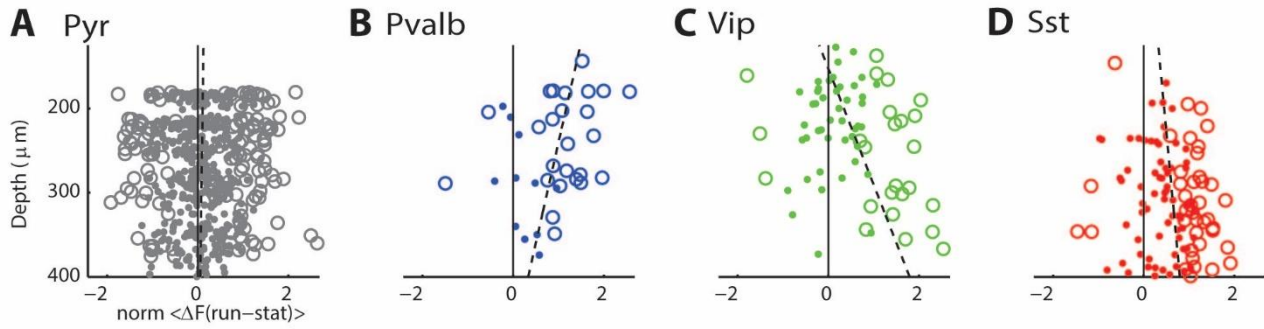 A Pyr
B Pvalb
C Vip
D Sst
Depth (μm)
200
300
400
−2 0 2
norm <ΔF(run−stat)>
−2 0 2
−2 0 2
−2 0 2